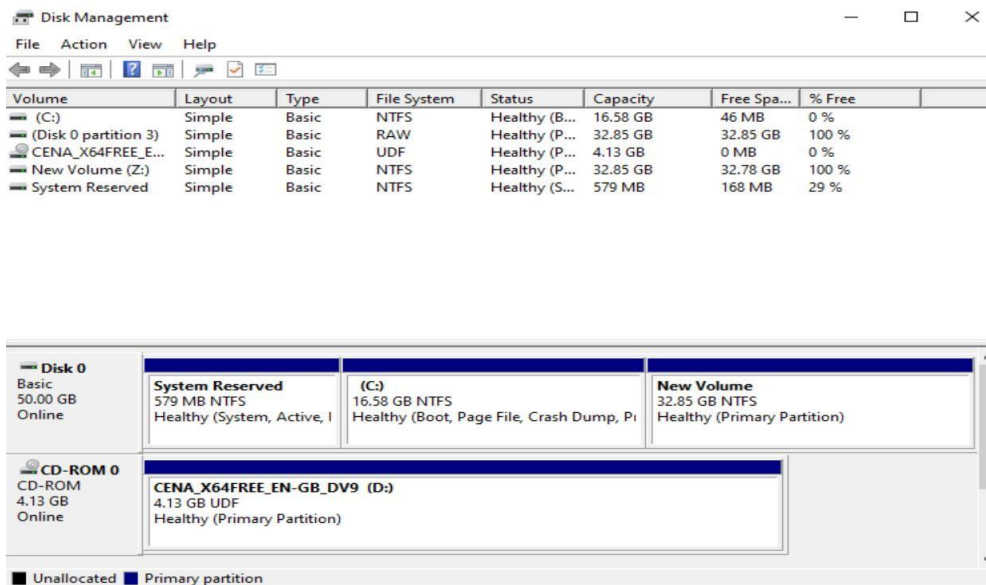 Disk Management
File Action View Help
Volume Layout Type File System Status Capacity Free Spa... % Free
(C:) Simple Basic NTFS Healthy (B... 16.58 GB 46 MB 0 %
(Disk 0 partition 3) Simple Basic RAW Healthy (P... 32.85 GB 32.85 GB 100 %
CENA_X64FREE_E... Simple Basic UDF Healthy (P... 4.13 GB 0 MB 0 %
New Volume (Z:) Simple Basic NTFS Healthy (P... 32.85 GB 32.78 GB 100 %
System Reserved Simple Basic NTFS Healthy (S... 579 MB 168 MB 29 %
Disk 0
Basic
50.00 GB
Online
System Reserved
579 MB NTFS
Healthy (System, Active, I
(C:)
16.58 GB NTFS
Healthy (Boot, Page File, Crash Dump, Pr
New Volume
32.85 GB NTFS
Healthy (Primary Partition)
CD-ROM 0
CD-ROM
4.13 GB
Online
CENA_X64FREE_EN-GB_DV9 (D:)
4.13 GB UDF
Healthy (Primary Partition)
Unallocated Primary partition